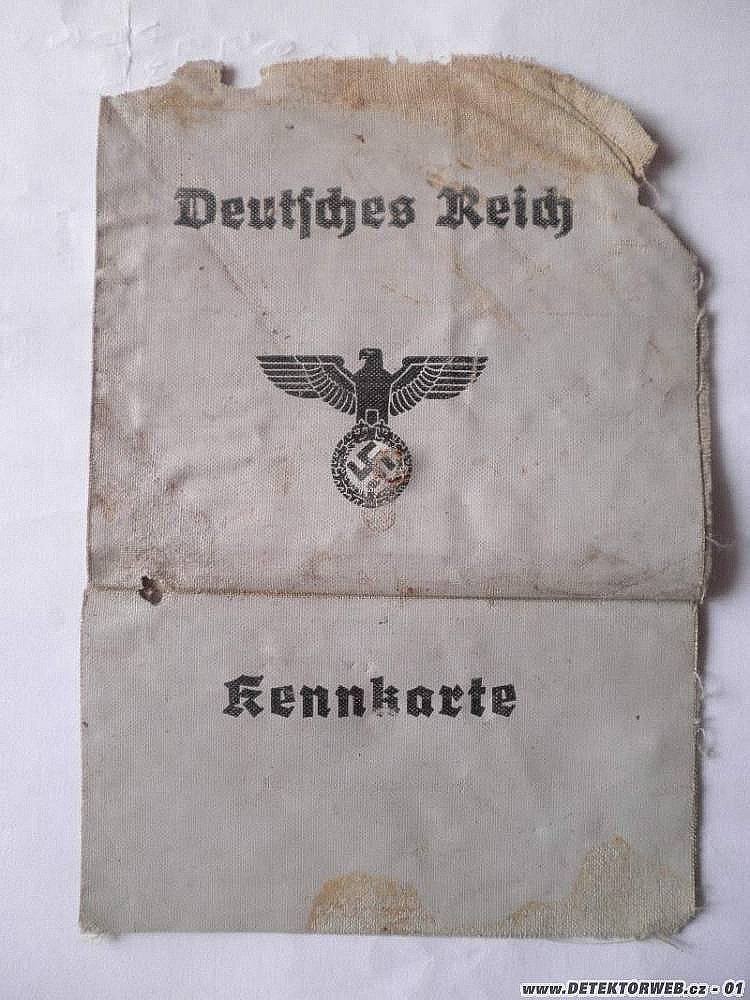 Deutſches Reich
Kennkarte
www.DETEKTORWEB.cz - 01